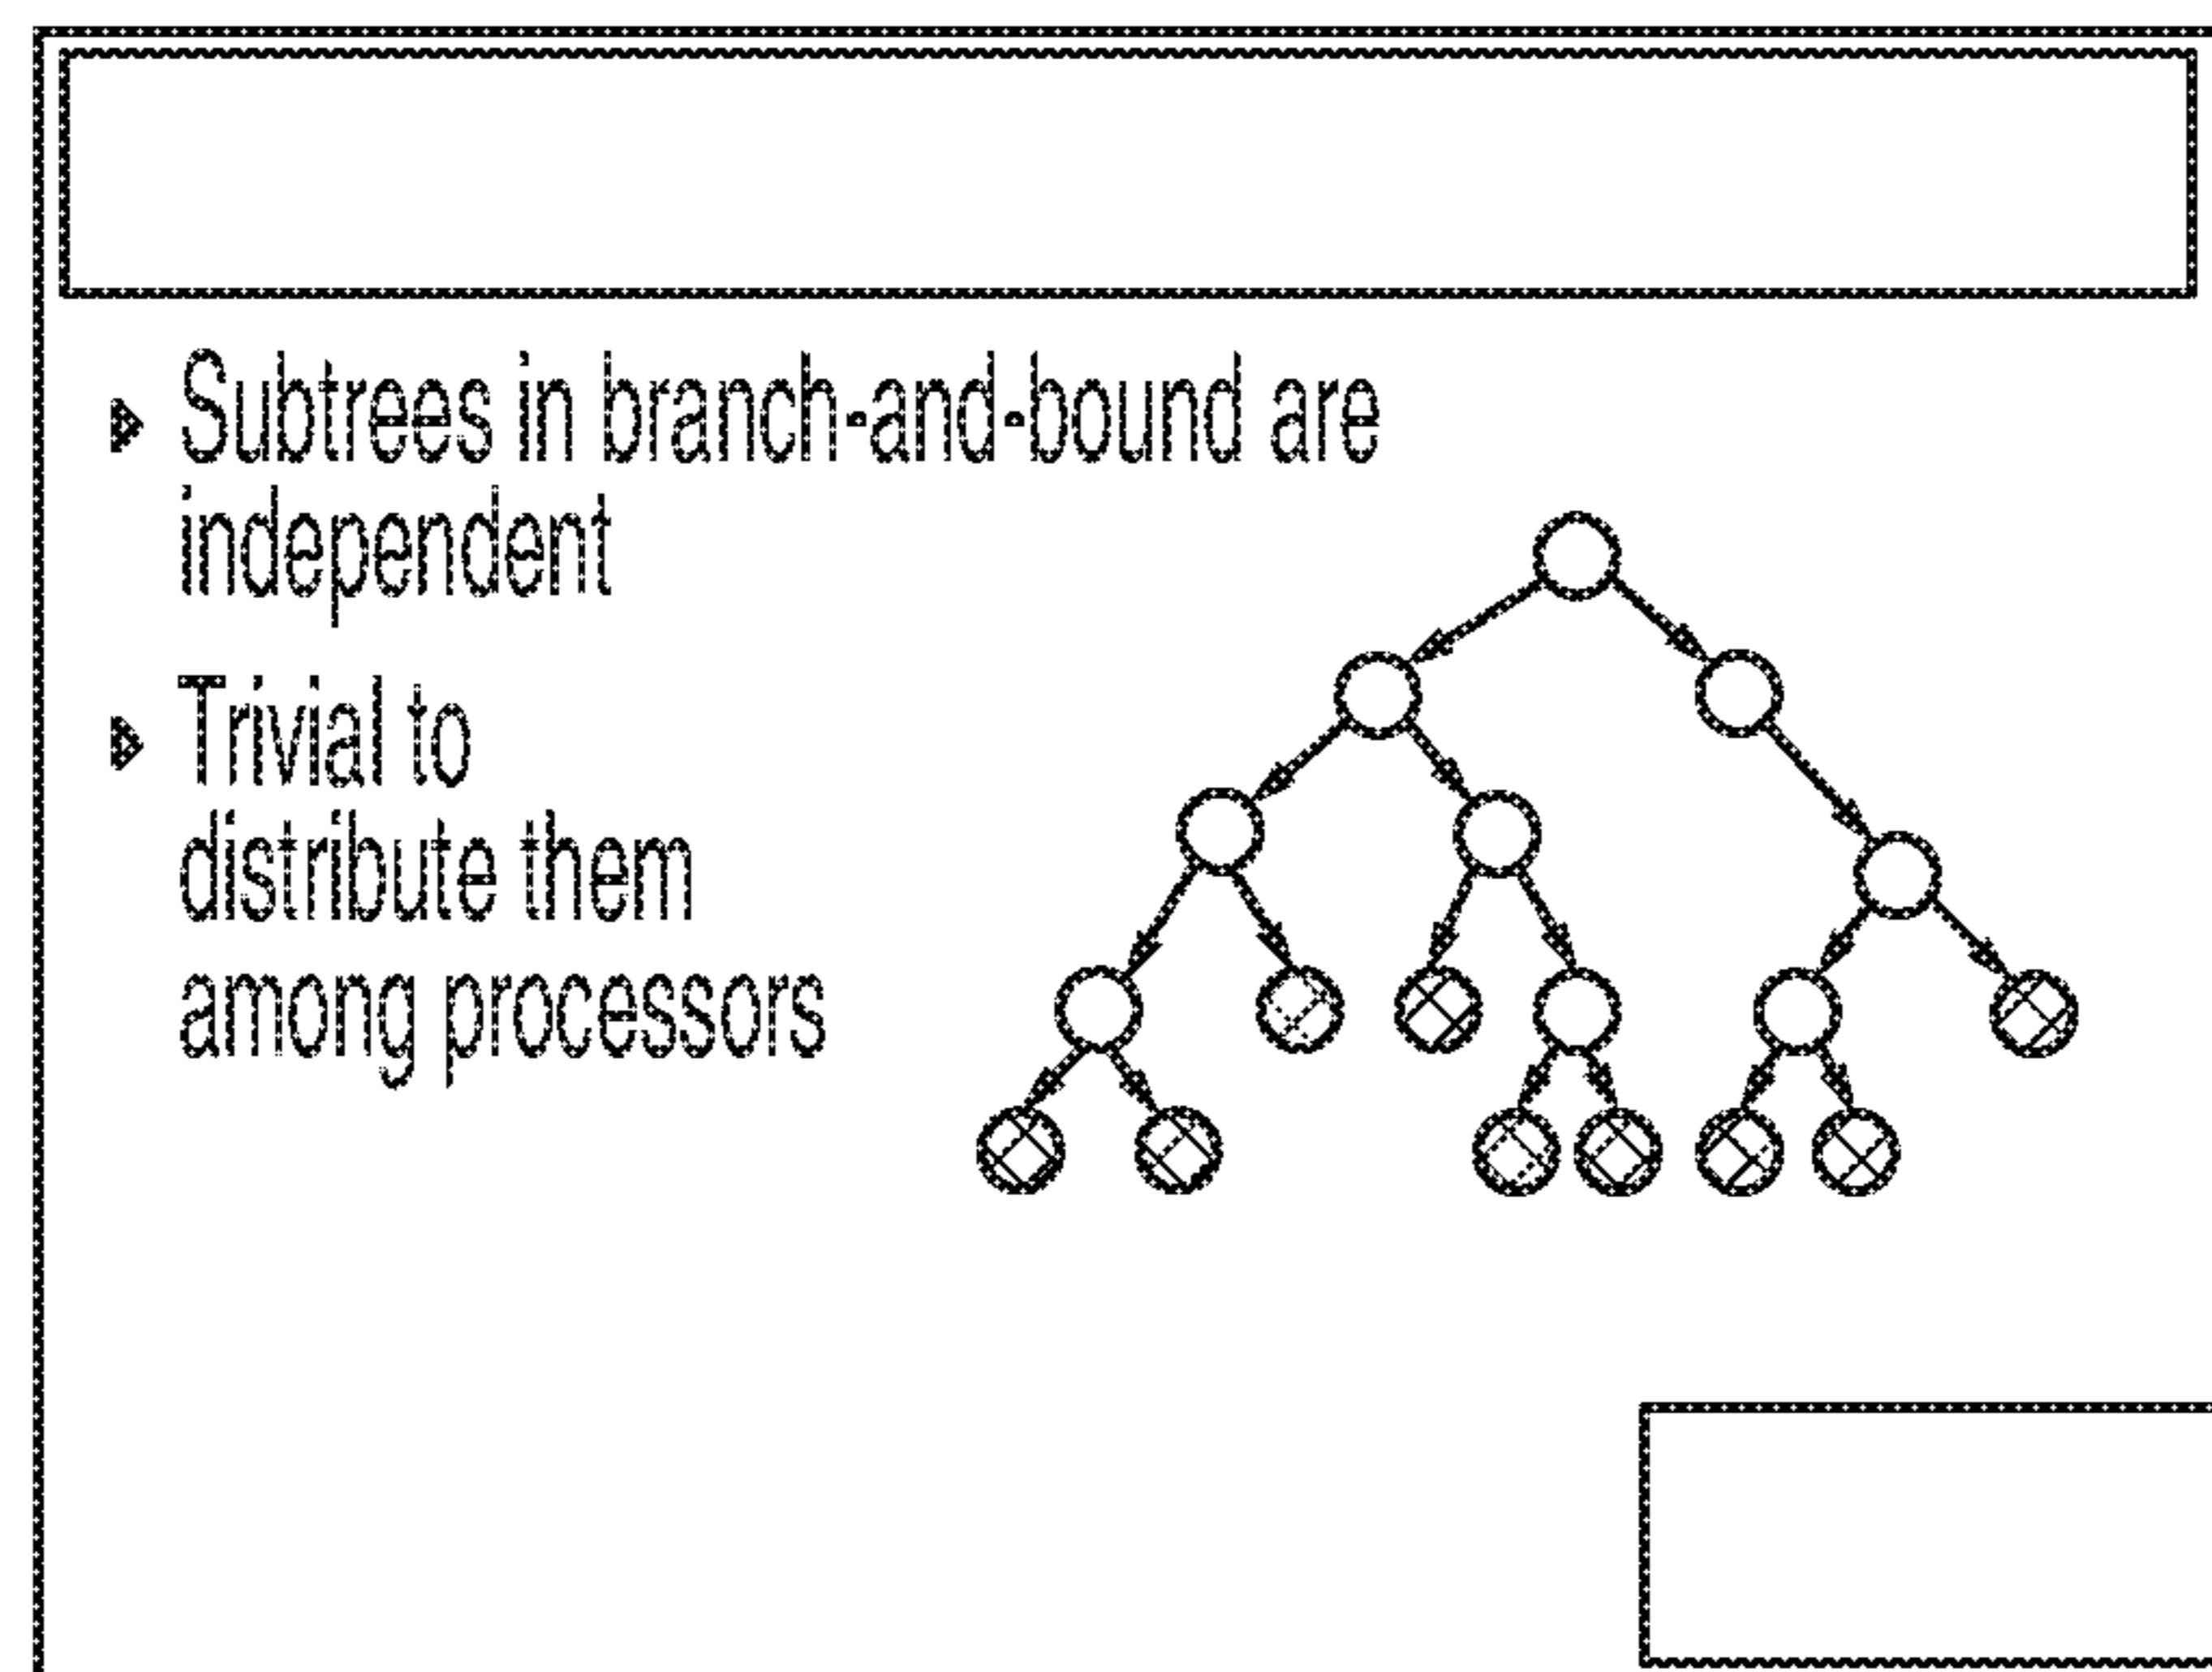 Subtrees in branch-and-bound are
independent
Trivial to
distribute them
among processors